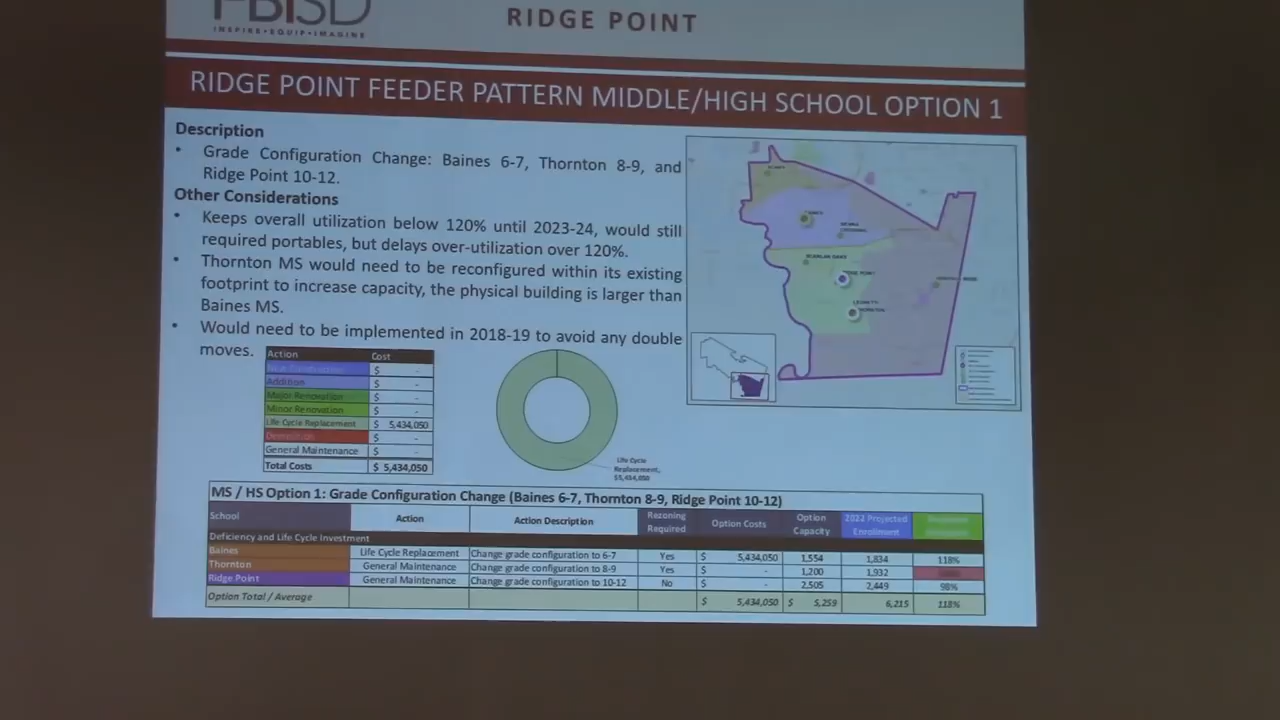 FBISD
INSPIRE•EQUIP•IMAGINE
RIDGE POINT
RIDGE POINT FEEDER PATTERN MIDDLE/HIGH SCHOOL OPTION 1
Description
• Grade Configuration Change: Baines 6-7, Thornton 8-9, and
Ridge Point 10-12.
Other Considerations
• Keeps overall utilization below 120% until 2023-24, would still
required portables, but delays over-utilization over 120%.
• Thornton MS would need to be reconfigured within its existing
footprint to increase capacity, the physical building is larger than
Baines MS.
• Would need to be implemented in 2018-19 to avoid any double
moves.
Action Cost
New Construction $ -
Addition $ -
Major Renovation $ -
Minor Renovation $ -
Life Cycle Replacement $ 5,434,050
Demolition $ -
General Maintenance $ -
Total Costs $ 5,434,050
Life Cycle
Replacement,
$5,434,050
MS / HS Option 1: Grade Configuration Change (Baines 6-7, Thornton 8-9, Ridge Point 10-12)
School Action Action Description Rezoning Required Option Costs Option Capacity 2022 Projected Enrollment
Deficiency and Life Cycle Investment
Baines Life Cycle Replacement Change grade configuration to 6-7 Yes $ 5,434,050 1,554 1,834 118%
Thornton General Maintenance Change grade configuration to 8-9 Yes $ - 1,200 1,932
Ridge Point General Maintenance Change grade configuration to 10-12 No $ - 2,505 2,449 98%
Option Total / Average $ 5,434,050 $ 5,259 6,215 118%